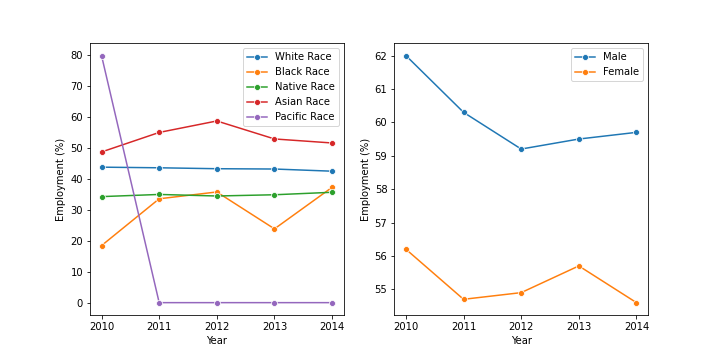 80
70
60
50
40
30
20
10
0
Employment (%)
2010 2011 2012 2013 2014
Year
White Race
Black Race
Native Race
Asian Race
Pacific Race
62
61
60
59
58
57
56
55
Employment (%)
2010 2011 2012 2013 2014
Year
Male
Female